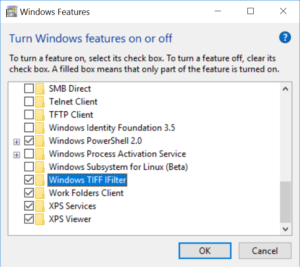 Windows Features
Turn Windows features on or off
To turn a feature on, select its check box. To turn a feature off, clear its
check box. A filled box means that only part of the feature is turned on.
SMB Direct
Telnet Client
TFTP Client
Windows Identity Foundation 3.5
Windows PowerShell 2.0
Windows Process Activation Service
Windows Subsystem for Linux (Beta)
Windows TIFF IFilter
Work Folders Client
XPS Services
XPS Viewer
OK Cancel